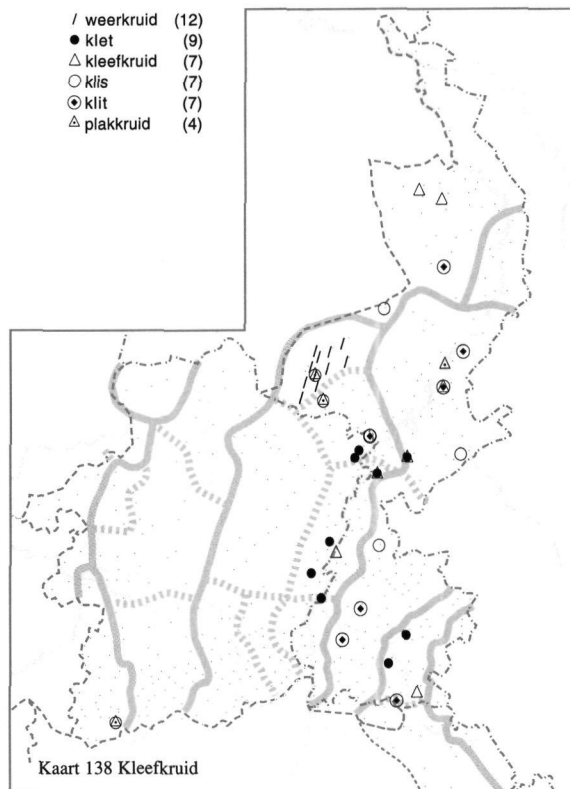 / weerkruid (12)
● klet (9)
△ kleefkruid (7)
○ klis (7)
klit (7)
plakkruid (4)
Kaart 138 Kleefkruid